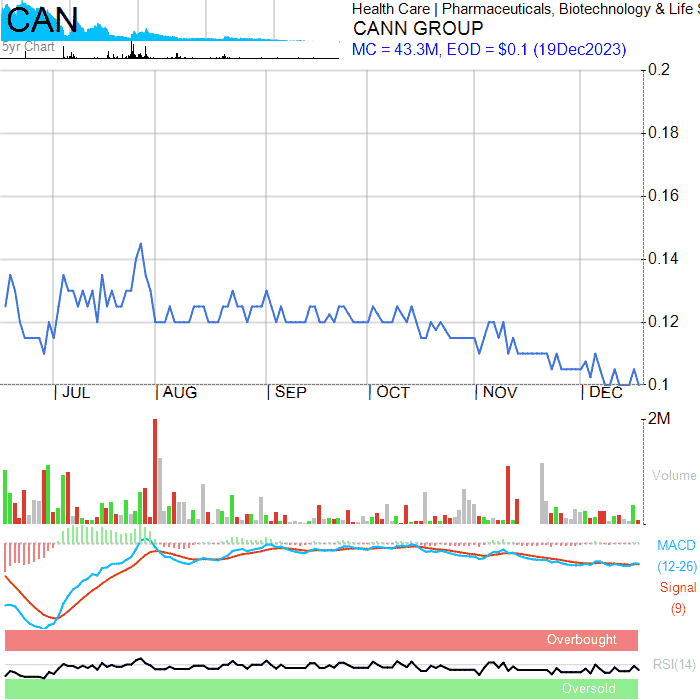 CAN
5yr Chart
Health Care | Pharmaceuticals, Biotechnology & Life S
CANN GROUP
MC = 43.3M, EOD = $0.1 (19Dec2023)
0.2
0.18
0.16
0.14
0.12
0.1
JUL
AUG
SEP
OCT
NOV
DEC
2M
Volume
MACD
(12-26)
Signal
(9)
Overbought
RSI(14)
Oversold